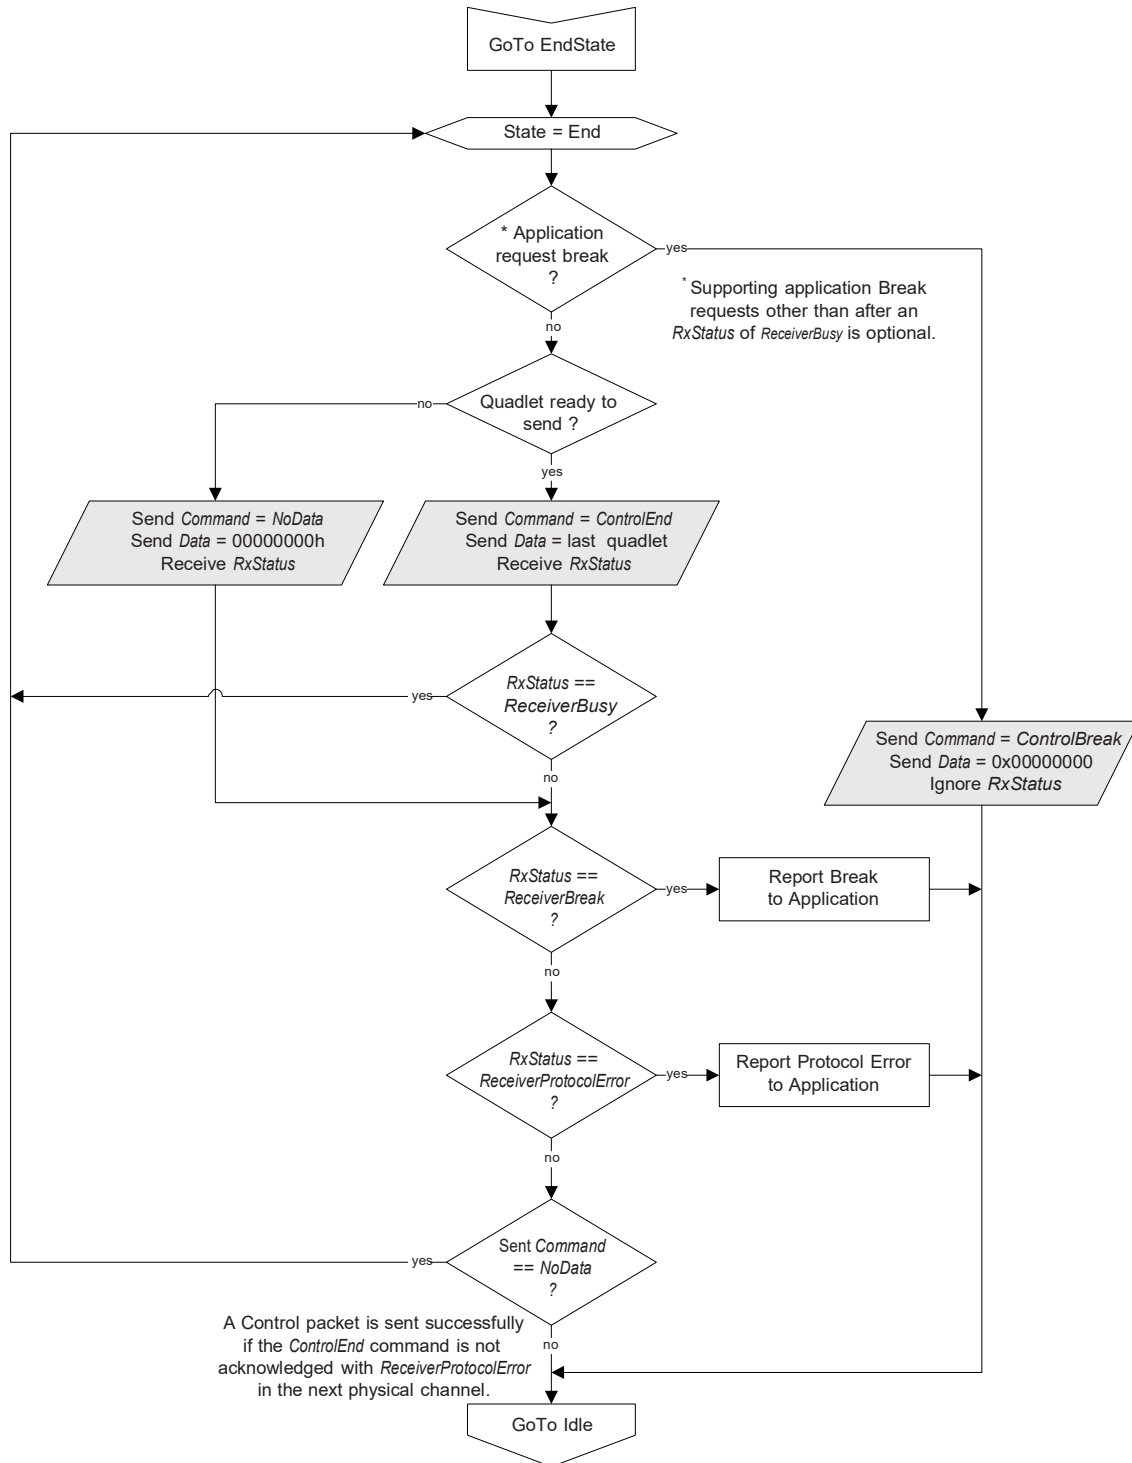 GoTo EndState
State = End
* Application
request break
?
yes
* Supporting application Break
requests other than after an
RxStatus of ReceiverBusy is optional.
no
Quadlet ready to
send ?
no
yes
Send Command = NoData
Send Data = 00000000h
Receive RxStatus
Send Command = ControlEnd
Send Data = last quadlet
Receive RxStatus
RxStatus ==
ReceiverBusy
?
yes
no
Send Command = ControlBreak
Send Data = 0x00000000
Ignore RxStatus
RxStatus ==
ReceiverBreak
?
yes
Report Break
to Application
no
RxStatus ==
ReceiverProtocolError
?
yes
Report Protocol Error
to Application
no
Sent Command
== NoData
?
yes
no
A Control packet is sent successfully
if the ControlEnd command is not
acknowledged with ReceiverProtocolError
in the next physical channel.
GoTo Idle